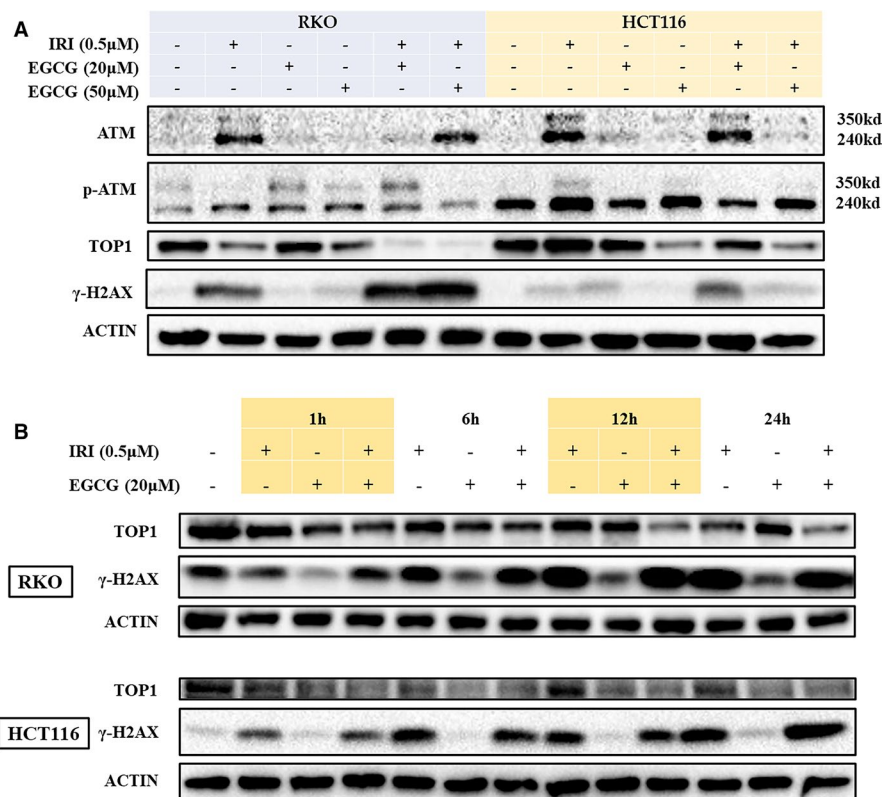 A
RKO HCT116
IRI (0.5µM) - + - - + + - + - - + +
EGCG (20µM) - - + - + - - - + - + -
EGCG (50µM) - - - + - + - - - + - +
ATM 350kd
240kd
p-ATM 350kd
240kd
TOP1
γ-H2AX
ACTIN
B
1h 6h 12h 24h
IRI (0.5µM) - + - + + - + + - + + - +
EGCG (20µM) - - + + - + + - + + - + +
TOP1
RKO γ-H2AX
ACTIN
TOP1
HCT116 γ-H2AX
ACTIN